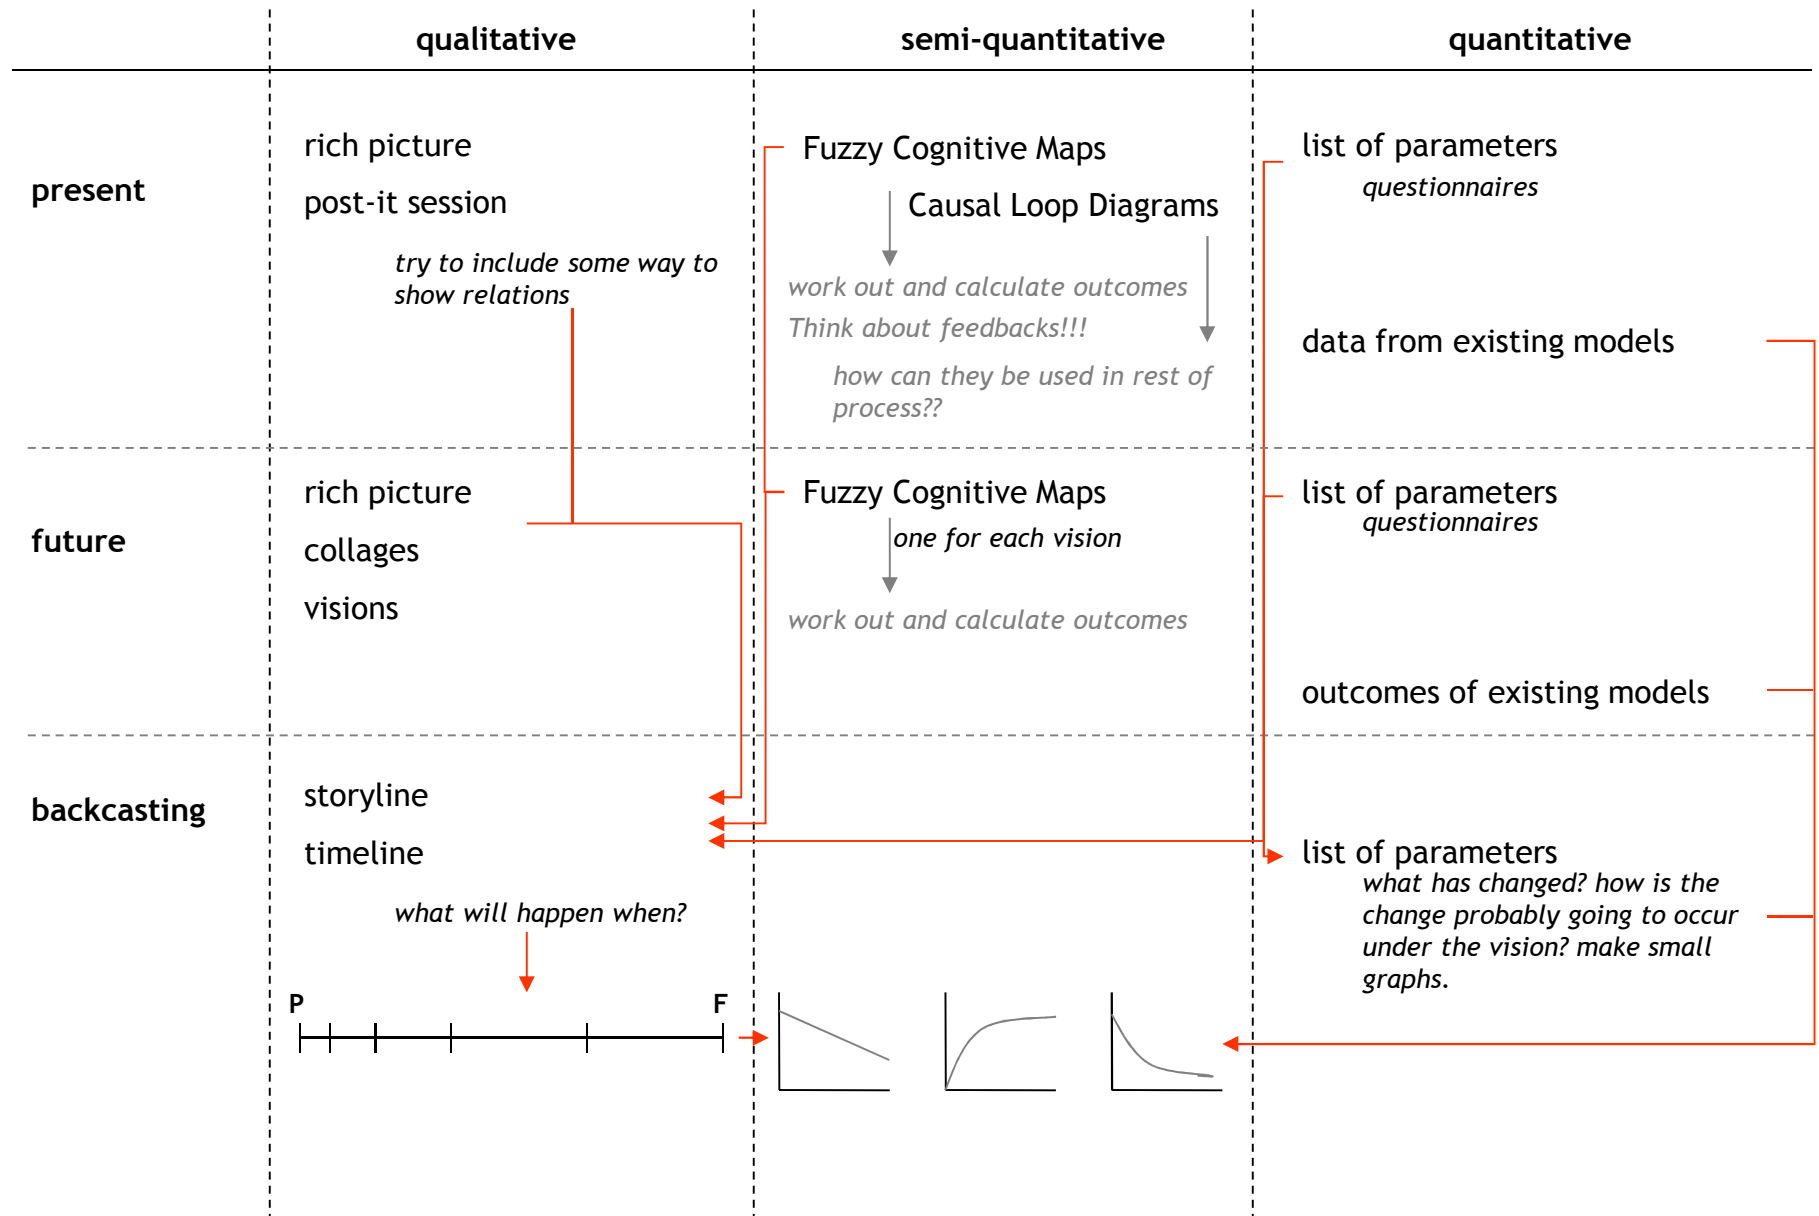 qualitative
semi-quantitative
quantitative
present
rich picture
post-it session
try to include some way to
show relations
Fuzzy Cognitive Maps
Causal Loop Diagrams
work out and calculate outcomes
Think about feedbacks!!!
how can they be used in rest of
process??
list of parameters
questionnaires
data from existing models
future
rich picture
collages
visions
Fuzzy Cognitive Maps
one for each vision
work out and calculate outcomes
list of parameters
questionnaires
outcomes of existing models
backcasting
storyline
timeline
what will happen when?
P
F
list of parameters
what has changed? how is the
change probably going to occur
under the vision? make small
graphs.